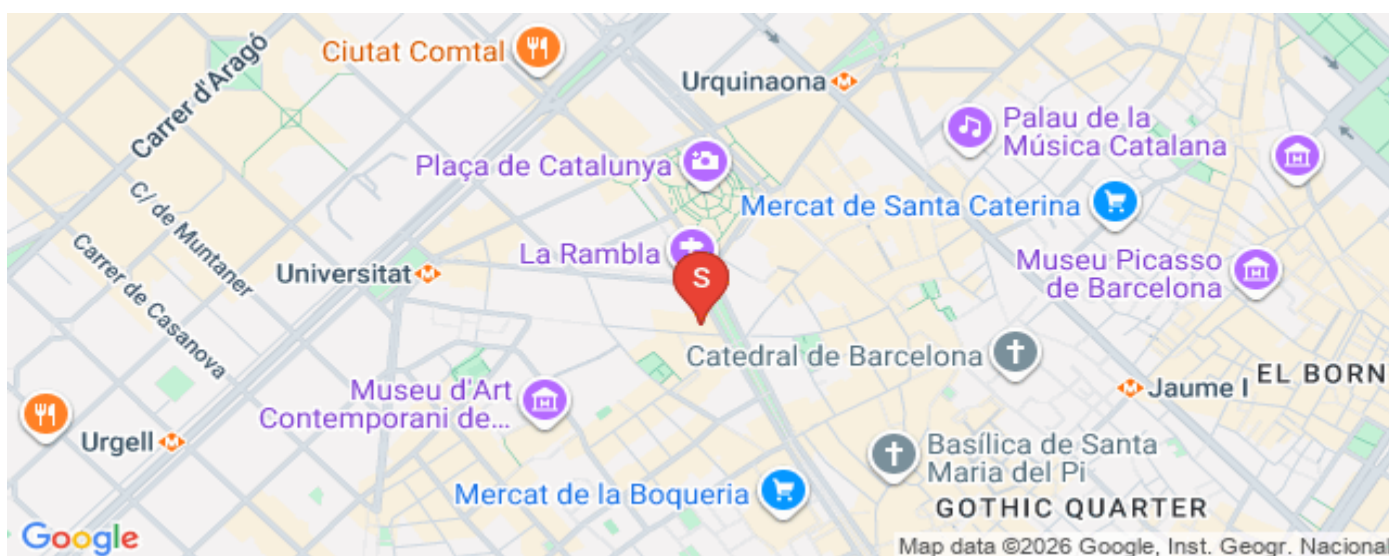 Ciutat Comtal
Carrer d'Aragó
Urquinaona
Palau de la
Música Catalana
Plaça de Catalunya
C/ de Muntaner
Mercat de Santa Caterina
La Rambla
Carrer de Casanova
Universitat
S
Museu Picasso
de Barcelona
Catedral de Barcelona
Jaume I
EL BORN
Museu d'Art
Contemporani de...
Urgell
Basílica de Santa
Maria del Pi
Mercat de la Boqueria
GOTHIC QUARTER
Google
Map data ©2026 Google, Inst. Geogr. Nacional